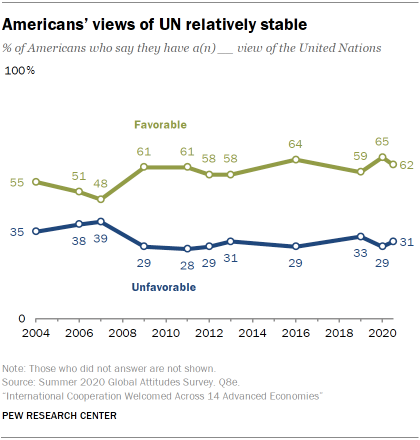 Americans' views of UN relatively stable
% of Americans who say they have a(n) __ view of the United Nations
100%
Favorable
55 51 48 61 61 58 58 64 59 65 62
35 38 39 29 28 29 31 29 33 29 31
Unfavorable
0
2004 2006 2008 2010 2012 2014 2016 2018 2020
Note: Those who did not answer are not shown.
Source: Summer 2020 Global Attitudes Survey. Q8e.
"International Cooperation Welcomed Across 14 Advanced Economies"
PEW RESEARCH CENTER